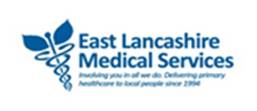 East Lancashire
Medical Services
Involving you in all we do. Delivering primary
healthcare to local people since 1994